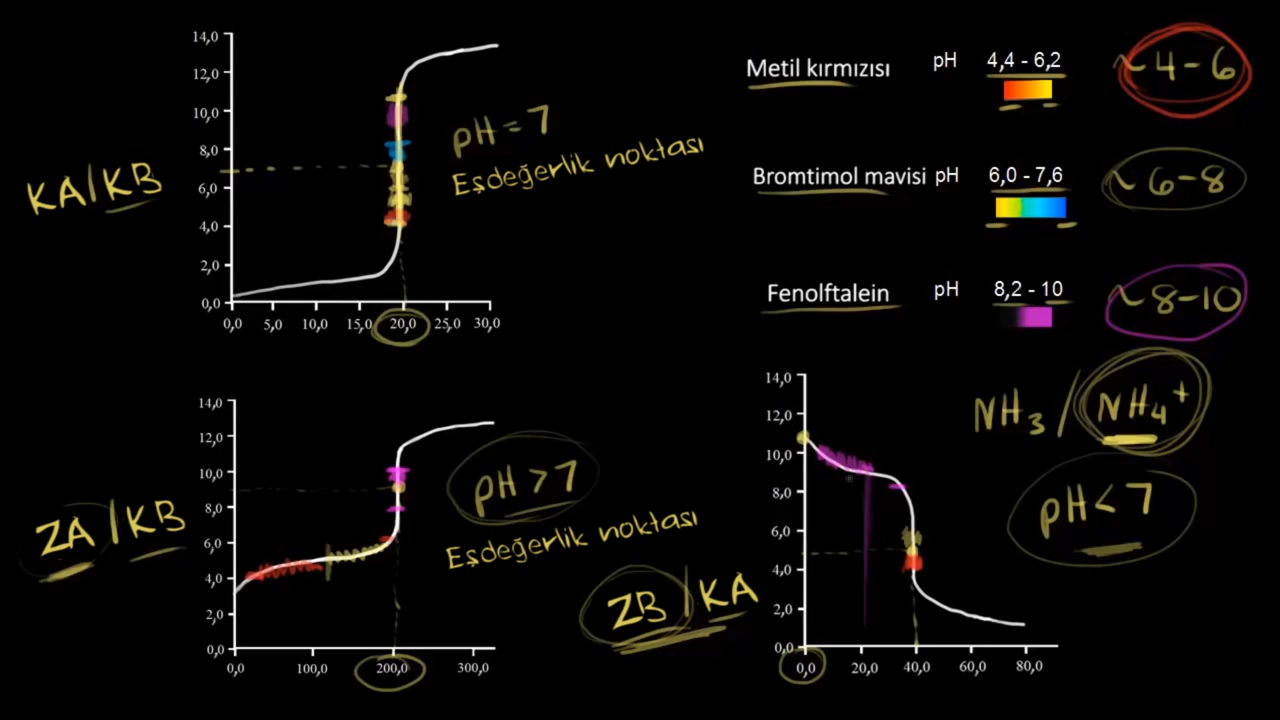 14,0
12,0
10,0
8,0
6,0
4,0
2,0
0,0
0,0 5,0 10,0 15,0 20,0 25,0 30,0
KA/KB
pH = 7
Eşdeğerlik noktası
Metil kırmızısı pH 4,4 - 6,2 ~4-6
Bromtimol mavisi pH 6,0 - 7,6 ~6-8
Fenolftalein pH 8,2 - 10 ~8-10
14,0
12,0
10,0
8,0
6,0
4,0
2,0
0,0
0,0 100,0 200,0 300,0
ZA/KB
pH > 7
Eşdeğerlik noktası
14,0
12,0
10,0
8,0
6,0
4,0
2,0
0,0
0,0 20,0 40,0 60,0 80,0
ZB/KA
NH₃/NH₄⁺
pH < 7